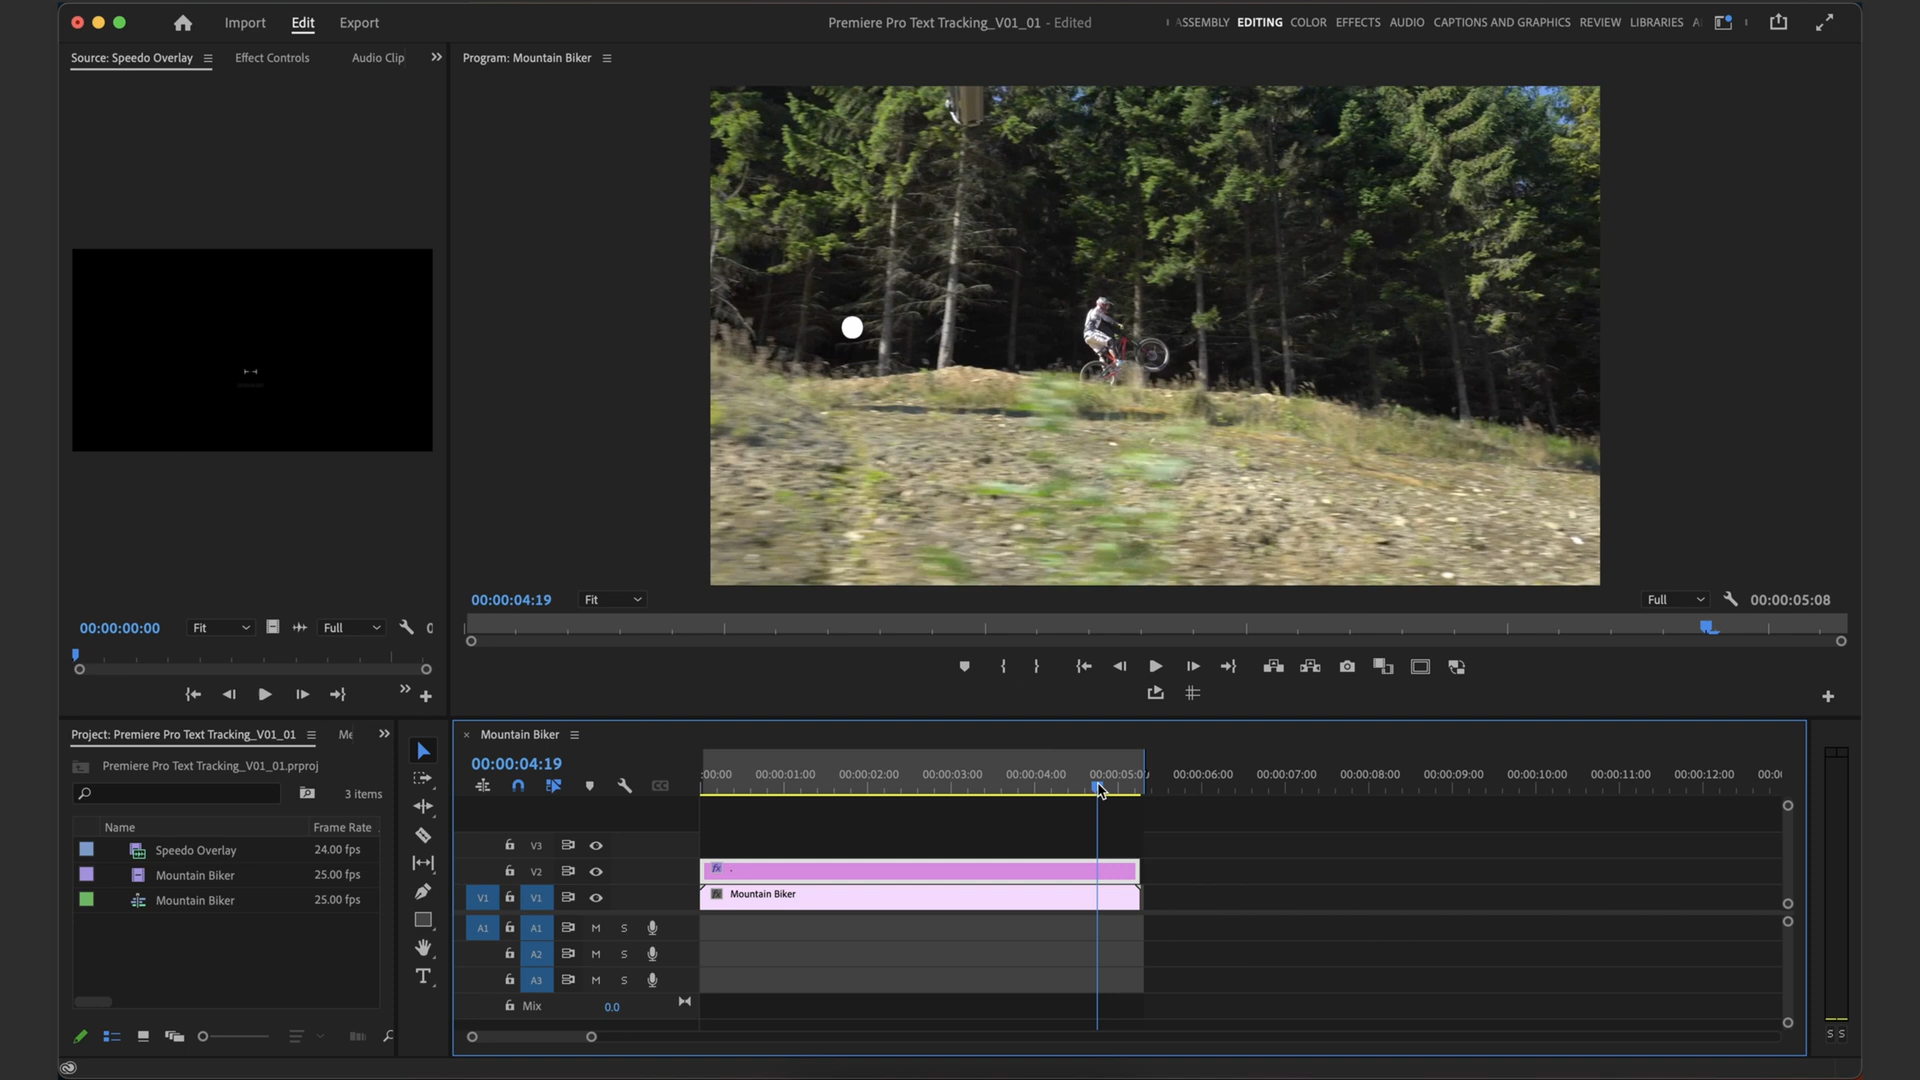 Import Edit Export
Premiere Pro Text Tracking_V01_01 - Edited
ASSEMBLY EDITING COLOR EFFECTS AUDIO CAPTIONS AND GRAPHICS REVIEW LIBRARIES
Source: Speedo Overlay Effect Controls Audio Clip
Program: Mountain Biker
00:00:04:19 Fit Full 00:00:05:08
00:00:00:00 Fit Full
Project: Premiere Pro Text Tracking_V01_01
Premiere Pro Text Tracking_V01_01.prproj
3 items
Name Frame Rate
Speedo Overlay 24.00 fps
Mountain Biker 25.00 fps
Mountain Biker 25.00 fps
Mountain Biker
00:00:04:19
:00:00 00:00:01:00 00:00:02:00 00:00:03:00 00:00:04:00 00:00:05:0 00:00:06:00 00:00:07:00 00:00:08:00 00:00:09:00 00:00:10:00 00:00:11:00 00:00:12:00 00:0
V3
V2 fx .
V1 V1 fx Mountain Biker
A1 A1 M S
A2 M S
A3 M S
Mix 0.0
S S